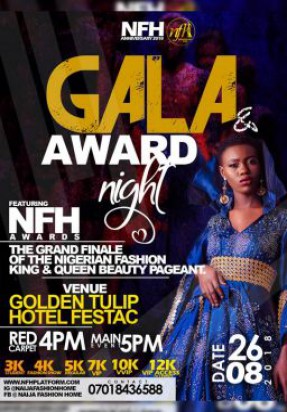 NFH
ANNIVERSARY 2018
nfh
GALA
&
AWARD
night
FEATURING
NFH
AWARDS
THE GRAND FINALE
OF THE NIGERIAN FASHION
KING & QUEEN BEAUTY PAGEANT.
VENUE
GOLDEN TULIP
HOTEL FESTAC
RED CARPET 4PM MAIN 5PM
3K 4K 5K 7K 10K 12K
VIP VVIP VIP ACCESS
WWW.NFHPLATFORM.COM
IG @NAIJAFASHIONHOME
FB @ NAIJA FASHION HOME
CONTACT
07018436588
DATE 26
08
2018